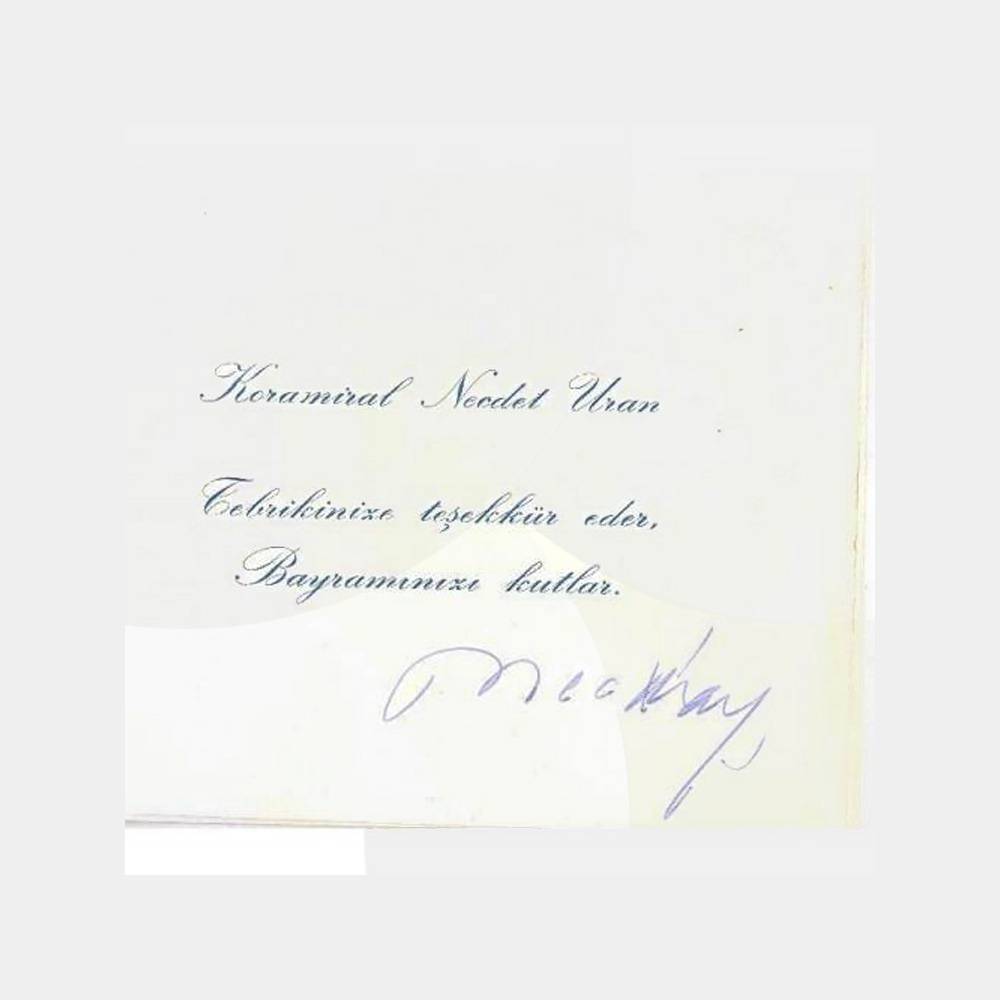 Koramiral Necdet Uran
Tebrikinize teşekkür eder,
Bayramınızı kutlar.